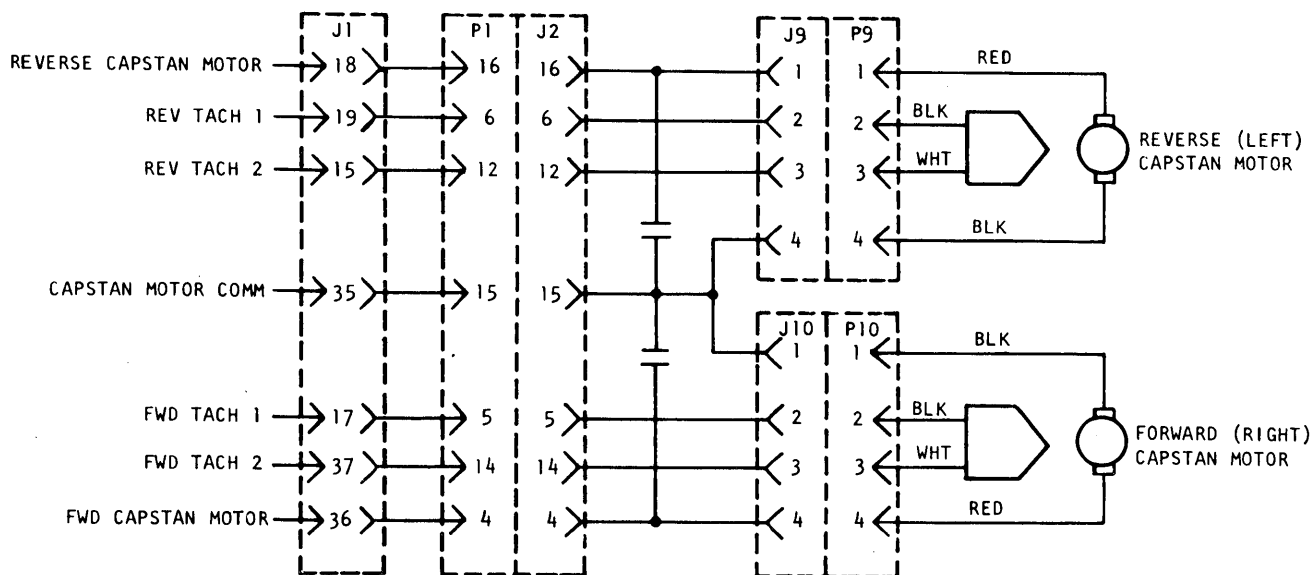 J1 P1 J2 J9 P9
REVERSE CAPSTAN MOTOR 18 16 16 1 1 RED
REV TACH 1 19 6 6 2 2 BLK
REVERSE (LEFT)
CAPSTAN MOTOR
REV TACH 2 15 12 12 3 3 WHT
4 4 BLK
CAPSTAN MOTOR COMM 35 15 15
J10 P10
1 1 BLK
FWD TACH 1 17 5 5 2 2 BLK
FORWARD (RIGHT)
CAPSTAN MOTOR
FWD TACH 2 37 14 14 3 3 WHT
FWD CAPSTAN MOTOR 36 4 4 4 4 RED